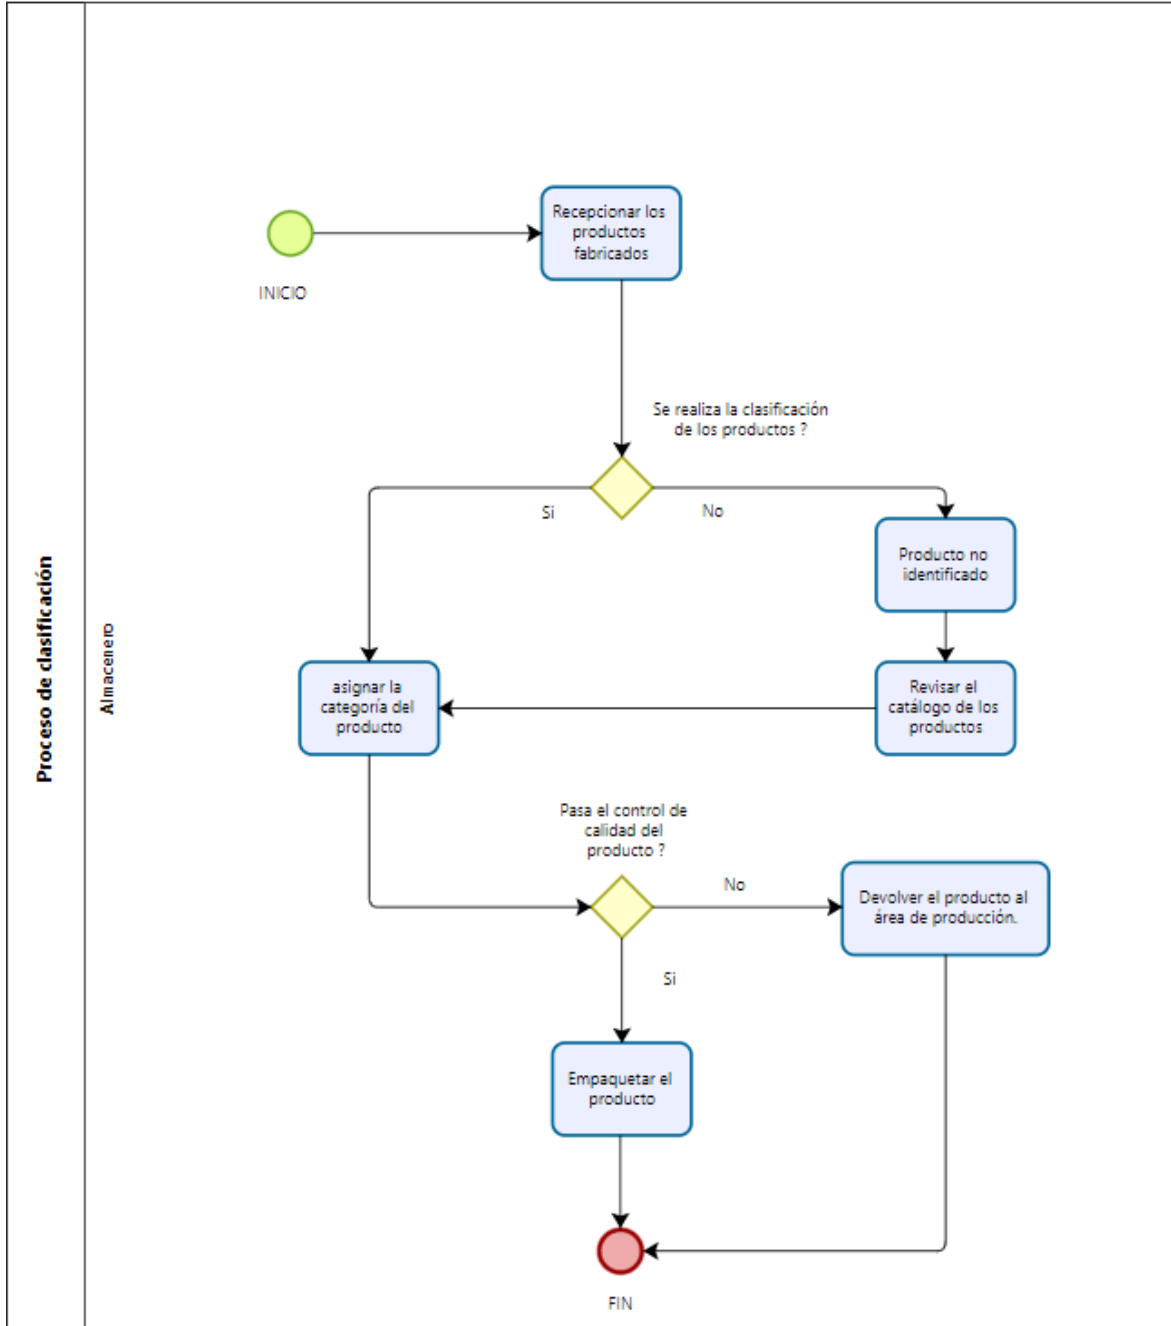 Proceso de clasificación
Almacenero
INICIO
Recepcionar los
productos
fabricados
Se realiza la clasificación
de los productos ?
Si
No
Producto no
identificado
asignar la
categoría del
producto
Revisar el
catálogo de los
productos
Pasa el control de
calidad del
producto ?
No
Devolver el producto al
área de producción.
Si
Empaquetar el
producto
FIN